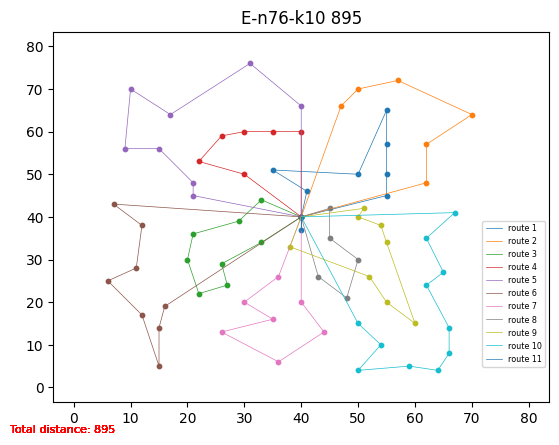 E-n76-k10 895
80
70
60
50
40
30
20
10
0
0 10 20 30 40 50 60 70 80
route 1
route 2
route 3
route 4
route 5
route 6
route 7
route 8
route 9
route 10
route 11
Total distance: 895